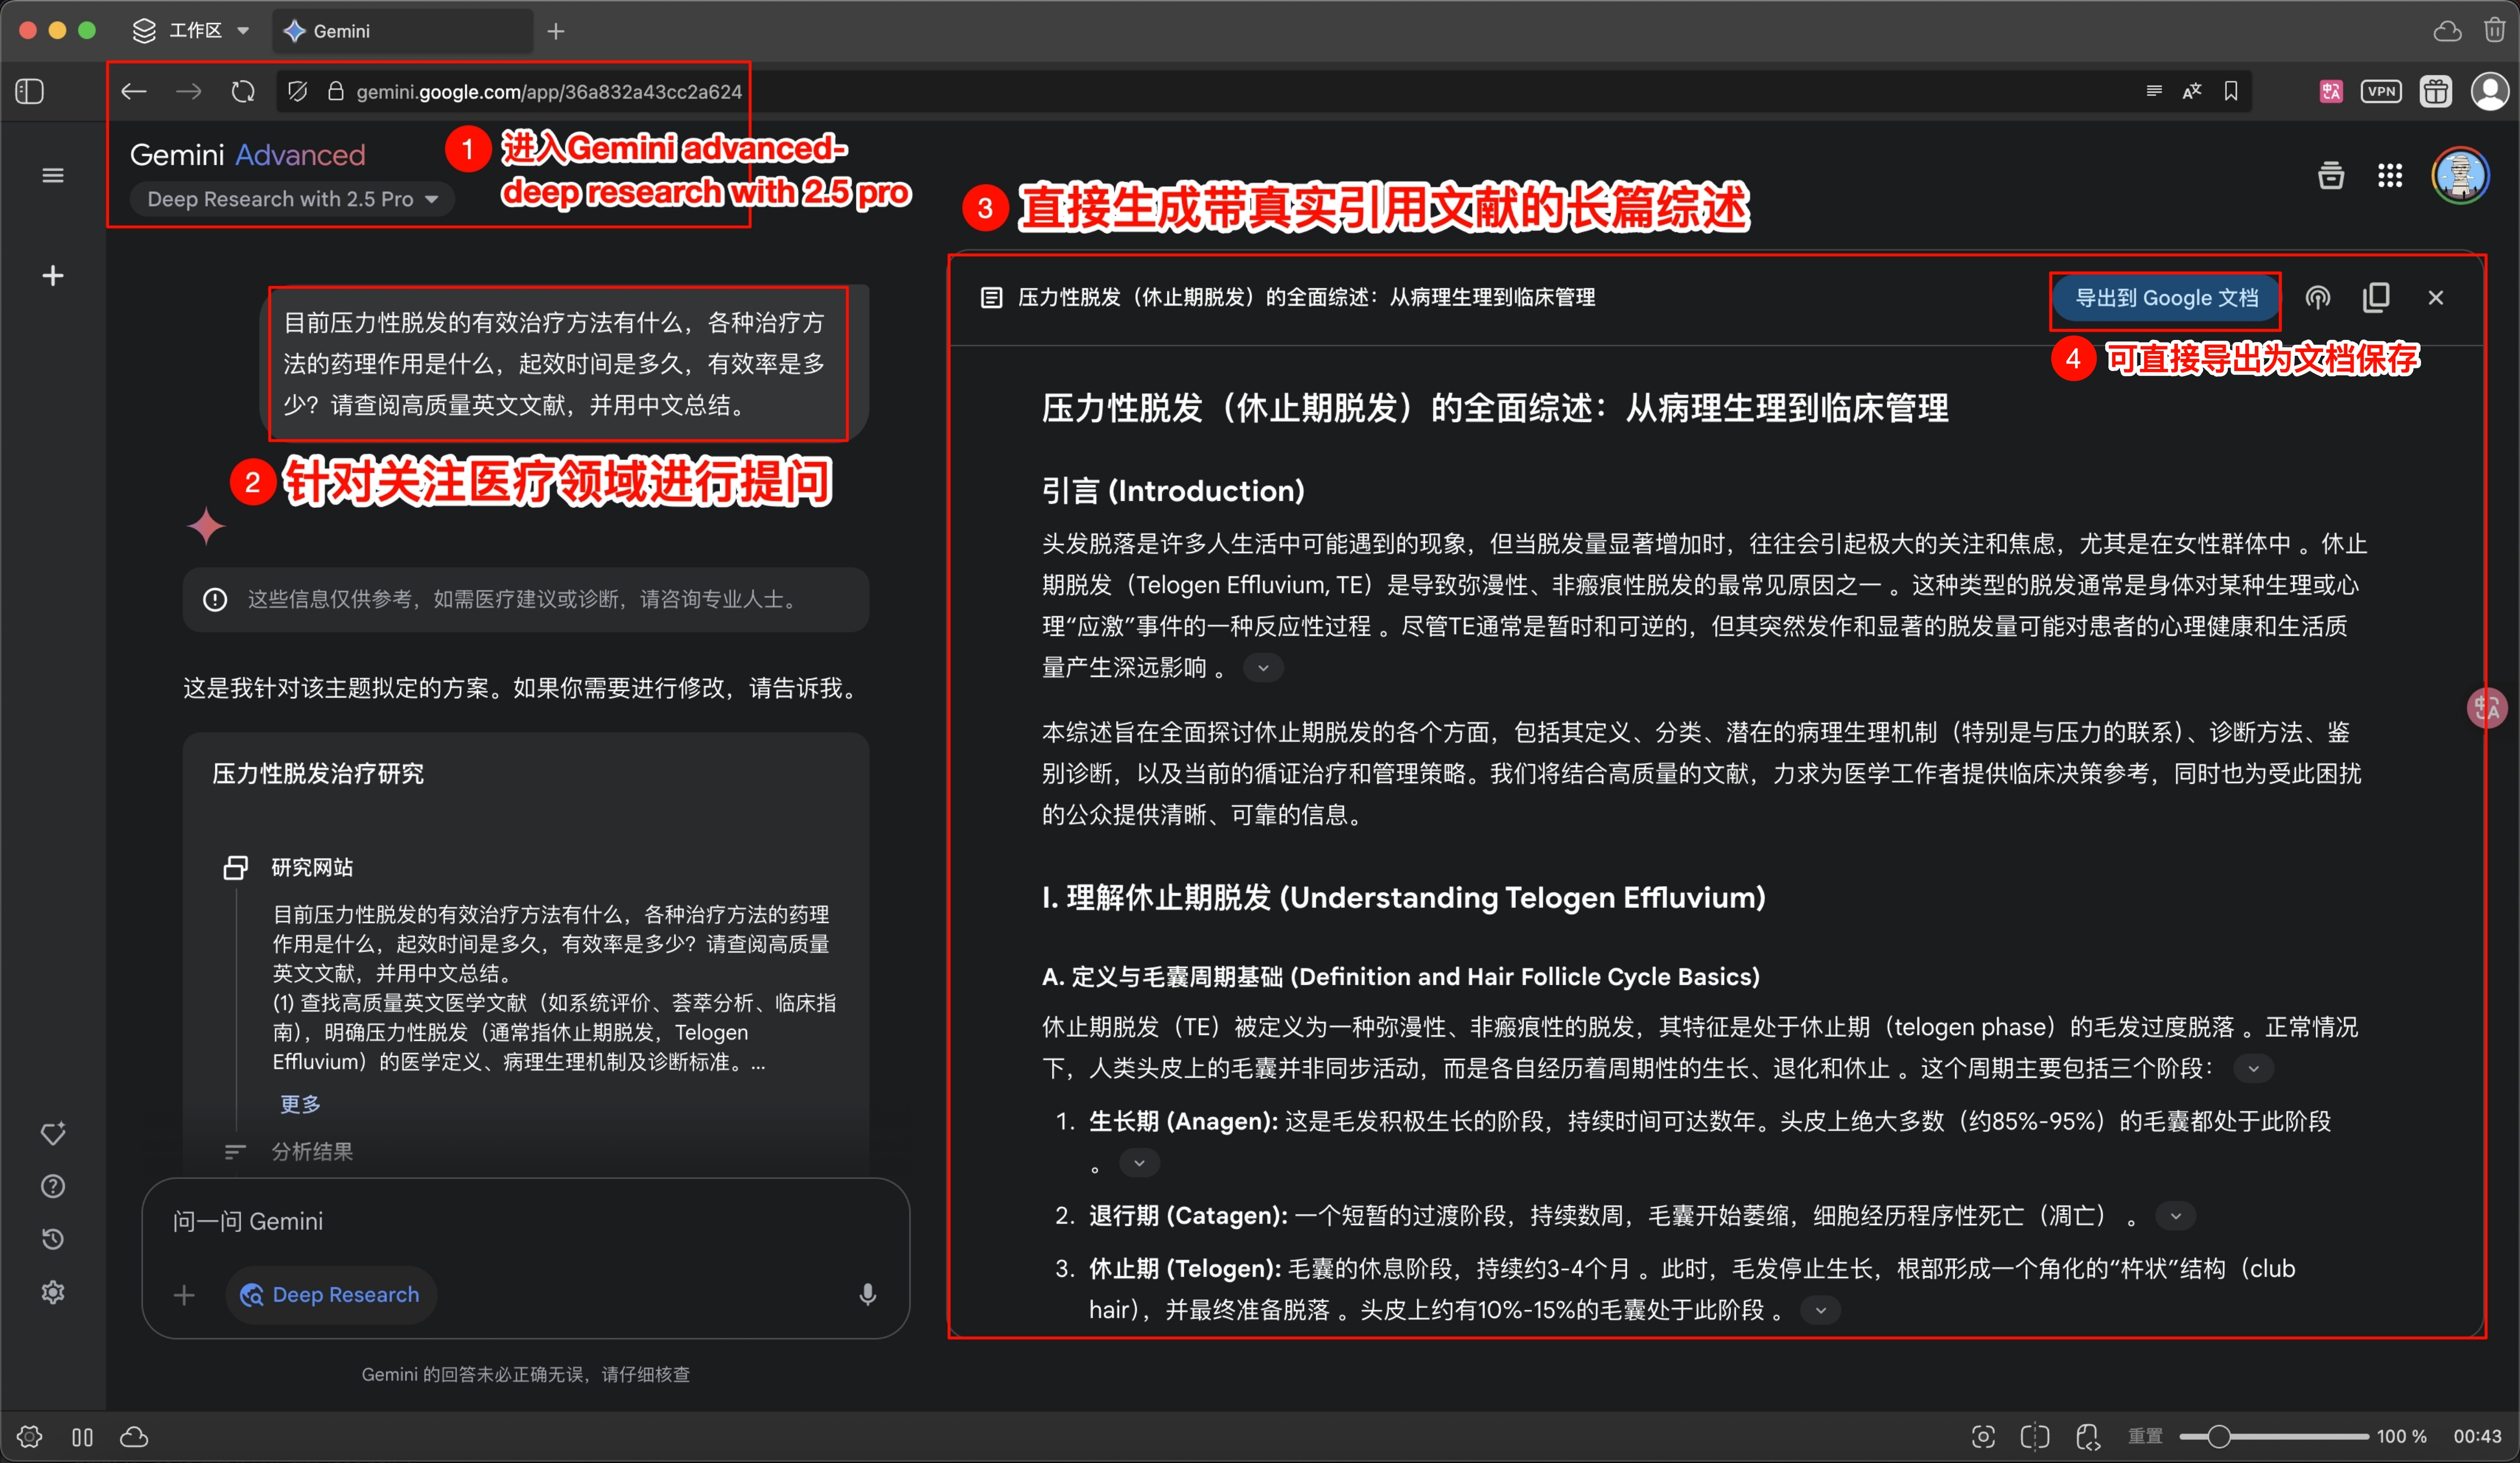 工作区
Gemini
gemini.google.com/app/36a832a43cc2a624
VPN
Gemini Advanced
Deep Research with 2.5 Pro
1 进入Gemini advanced-
deep research with 2.5 pro
目前压力性脱发的有效治疗方法有什么，各种治疗方
法的药理作用是什么，起效时间是多久，有效率是多
少？请查阅高质量英文文献，并用中文总结。
2 针对关注医疗领域进行提问
这些信息仅供参考，如需医疗建议或诊断，请咨询专业人士。
这是我针对该主题拟定的方案。如果你需要进行修改，请告诉我。
压力性脱发治疗研究
研究网站
目前压力性脱发的有效治疗方法有什么，各种治疗方法的药理
作用是什么，起效时间是多久，有效率是多少？请查阅高质量
英文文献，并用中文总结。
(1) 查找高质量英文医学文献（如系统评价、荟萃分析、临床指
南），明确压力性脱发（通常指休止期脱发，Telogen
Effluvium）的医学定义、病理生理机制及诊断标准。...
更多
分析结果
问一问 Gemini
Deep Research
Gemini 的回答未必正确无误，请仔细核查
3 直接生成带真实引用文献的长篇综述
压力性脱发（休止期脱发）的全面综述：从病理生理到临床管理
导出到 Google 文档
4 可直接导出为文档保存
压力性脱发（休止期脱发）的全面综述：从病理生理到临床管理
引言 (Introduction)
头发脱落是许多人生活中可能遇到的现象，但当脱发量显著增加时，往往会引起极大的关注和焦虑，尤其是在女性群体中 。休止
期脱发（Telogen Effluvium, TE）是导致弥漫性、非瘢痕性脱发的最常见原因之一 。这种类型的脱发通常是身体对某种生理或心
理“应激”事件的一种反应性过程 。尽管TE通常是暂时和可逆的，但其突然发作和显著的脱发量可能对患者的心理健康和生活质
量产生深远影响 。
本综述旨在全面探讨休止期脱发的各个方面，包括其定义、分类、潜在的病理生理机制（特别是与压力的联系）、诊断方法、鉴
别诊断，以及当前的循证治疗和管理策略。我们将结合高质量的文献，力求为医学工作者提供临床决策参考，同时也为受此困扰
的公众提供清晰、可靠的信息。
I. 理解休止期脱发 (Understanding Telogen Effluvium)
A. 定义与毛囊周期基础 (Definition and Hair Follicle Cycle Basics)
休止期脱发（TE）被定义为一种弥漫性、非瘢痕性的脱发，其特征是处于休止期（telogen phase）的毛发过度脱落 。正常情况
下，人类头皮上的毛囊并非同步活动，而是各自经历着周期性的生长、退化和休止 。这个周期主要包括三个阶段：
1. 生长期 (Anagen): 这是毛发积极生长的阶段，持续时间可达数年。头皮上绝大多数（约85%-95%）的毛囊都处于此阶段
。
2. 退行期 (Catagen): 一个短暂的过渡阶段，持续数周，毛囊开始萎缩，细胞经历程序性死亡（凋亡） 。
3. 休止期 (Telogen): 毛囊的休息阶段，持续约3-4个月 。此时，毛发停止生长，根部形成一个角化的“杵状”结构（club
hair），并最终准备脱落 。头皮上约有10%-15%的毛囊处于此阶段 。
重置
100 %
00:43